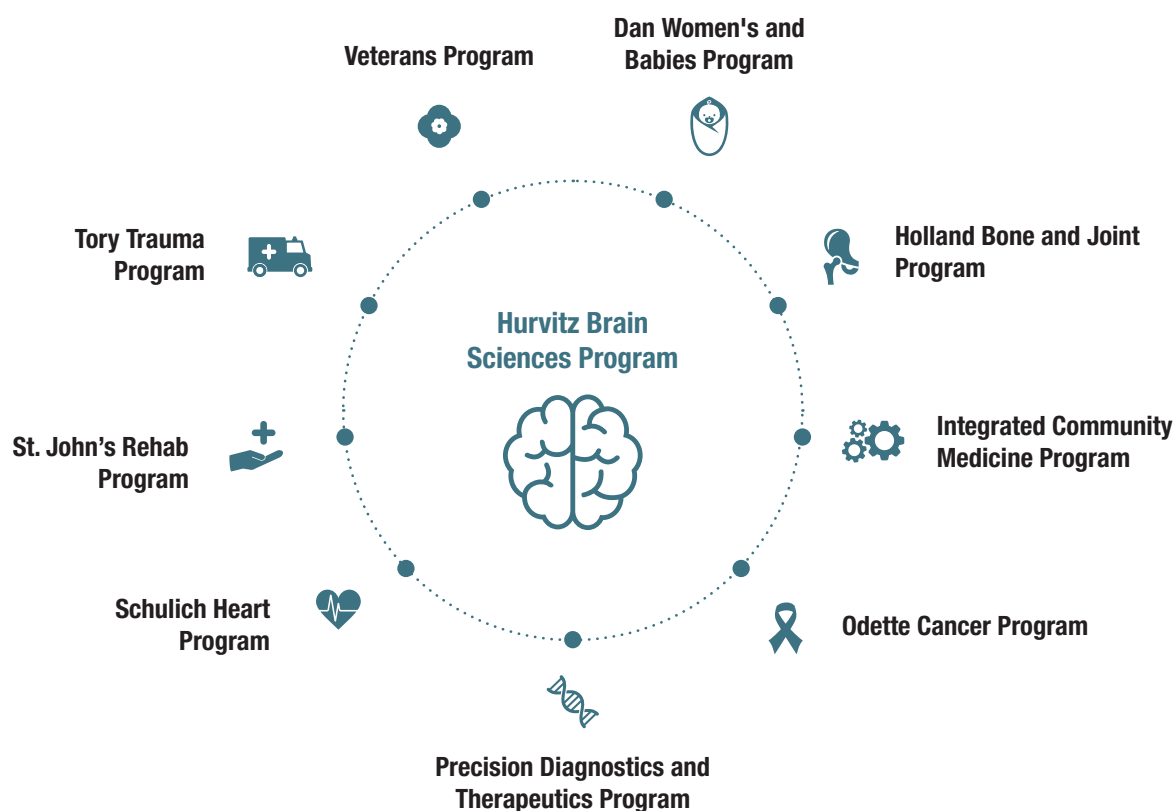 Dan Women's and
Babies Program
Veterans Program
Tory Trauma
Program
Holland Bone and Joint
Program
Hurvitz Brain
Sciences Program
St. John’s Rehab
Program
Integrated Community
Medicine Program
Schulich Heart
Program
Odette Cancer Program
Precision Diagnostics and
Therapeutics Program